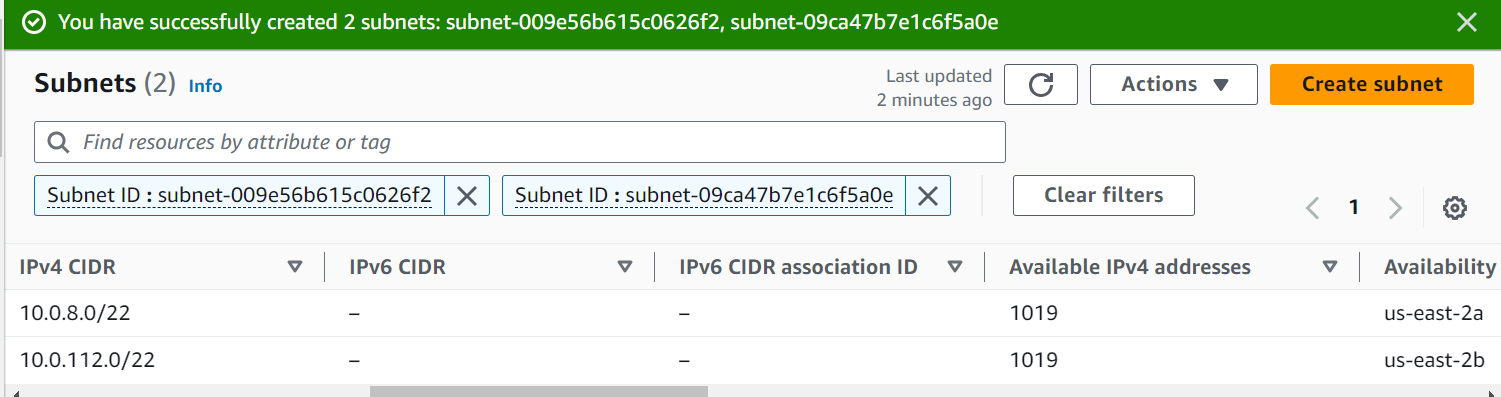 You have successfully created 2 subnets: subnet-009e56b615c0626f2, subnet-09ca47b7e1c6f5a0e
Subnets (2) Info
Last updated
2 minutes ago
Actions
Create subnet
Find resources by attribute or tag
Subnet ID : subnet-009e56b615c0626f2
Subnet ID : subnet-09ca47b7e1c6f5a0e
Clear filters
1
IPv4 CIDR IPv6 CIDR IPv6 CIDR association ID Available IPv4 addresses Availability
10.0.8.0/22 – – 1019 us-east-2a
10.0.112.0/22 – – 1019 us-east-2b